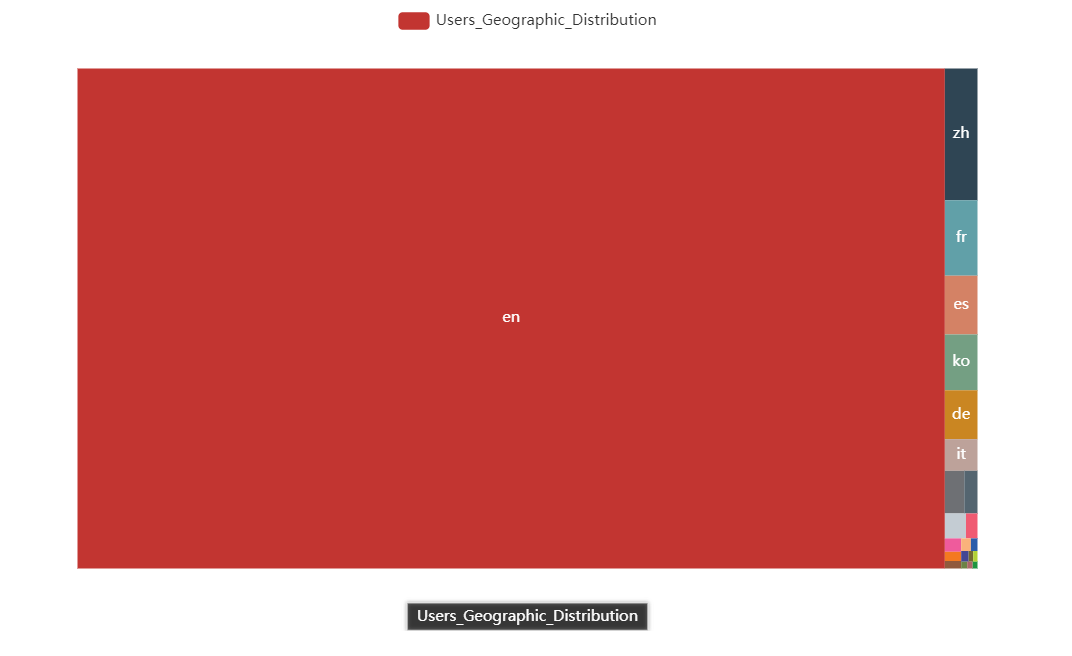 Users_Geographic_Distribution
en
zh
fr
es
ko
de
it
Users_Geographic_Distribution